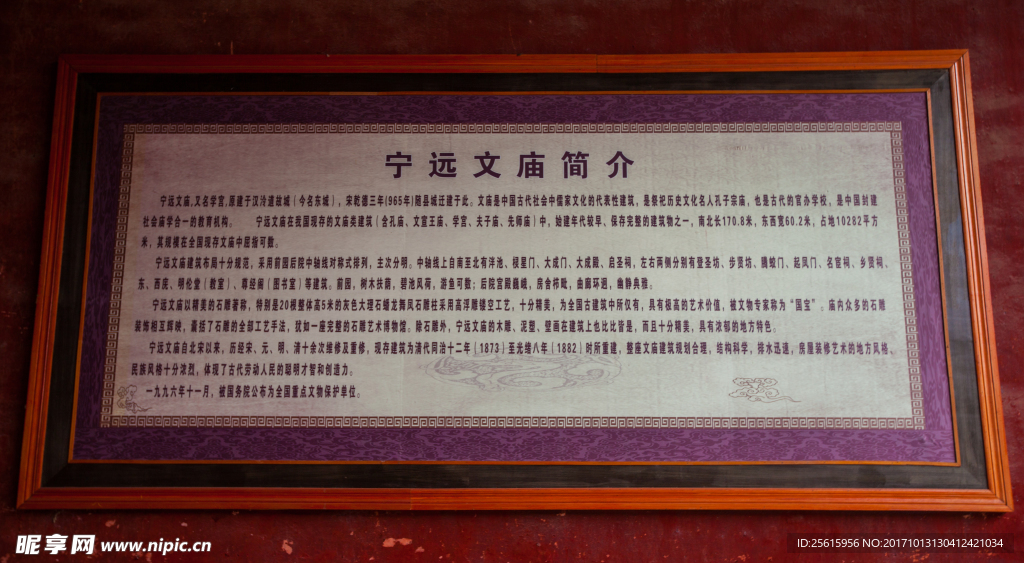 宁远文庙简介
宁远文庙,又名学宫,原建于汉泠道故城(今名东城),宋乾德三年(965年)随县城迁建于此。文庙是中国古代社会中儒家文化的代表性建筑,是祭祀历史文化名人孔子宗庙,也是古代的官办学校,是中国封建
社会庙学合一的教育机构。 宁远文庙在我国现存的文庙类建筑(含孔庙、文宣王庙、学宫、夫子庙、先师庙)中,始建年代较早、保存完整的建筑物之一,南北长170.8米,东西宽60.2米,占地10282平方
米,其规模在全国现存文庙中屈指可数。
宁远文庙建筑布局十分规范,采用前园后院中轴线对称式排列,主次分明。中轴线上自南至北有泮池、棂星门、大成门、大成殿、启圣祠,在右两侧分别有登圣坊、步贤坊、腾蛟门、起凤门、名宦祠、乡贤祠、
东、西庑、明伦堂(教室)、尊经阁(图书室)等建筑。前园,树木扶荫,碧池风荷,游鱼可数;后院宫殿巍峨,房舍栉毗,曲廊环迴,幽静典雅。
宁远文庙以精美的石雕著称,特别是20根整体高5米的灰色大理石蟠龙舞凤石雕柱采用高浮雕镂空工艺,十分精美,为全国古建筑中所仅有,具有极高的艺术价值,被文物专家称为“国宝”。庙内众多的石雕
装饰相互辉映,囊括了石雕的全部工艺手法,犹如一座完整的石雕艺术博物馆。除石雕外,宁远文庙的木雕、泥塑、壁画在建筑上也比比皆是,而且十分精美,具有浓郁的地方特色。
宁远文庙自北宋以来,历经宋、元、明、清十余次维修及重修,现存建筑为清代同治十二年(1873)至光绪八年(1882)时所重建,整座文庙建筑规划合理,结构科学,排水迅速,房屋装修艺术的地方风格、
民族风格十分浓烈,体现了古代劳动人民的聪明才智和创造力。
一九九六年十一月,被国务院公布为全国重点文物保护单位。
昵享网 www.nipic.cn
ID:25615956 NO:20171013130412421034